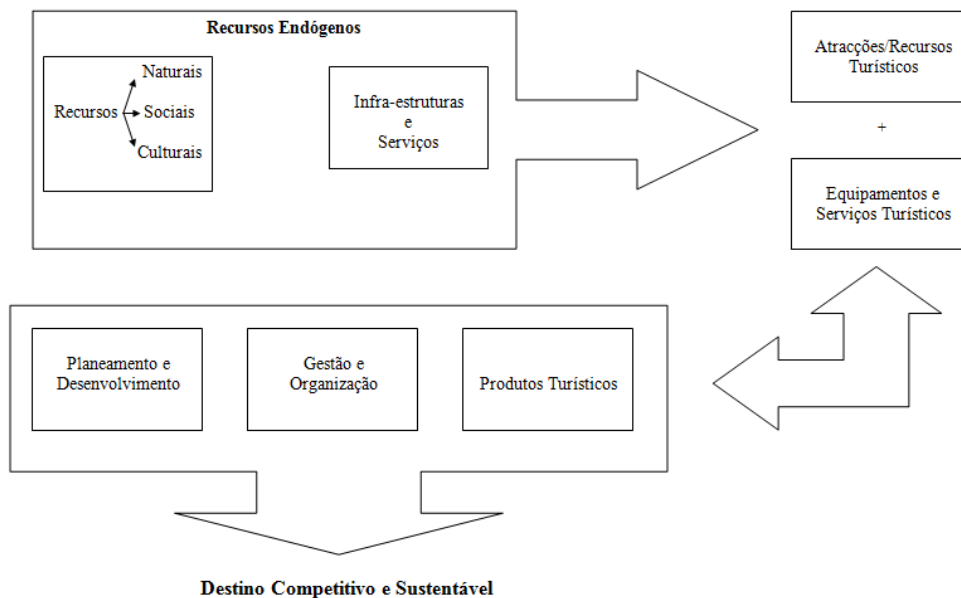 Recursos Endógenos
Naturais
Recursos
Sociais
Culturais
Infra-estruturas
e
Serviços
Atracções/Recursos
Turísticos
+
Equipamentos e
Serviços Turísticos
Planeamento e
Desenvolvimento
Gestão e
Organização
Produtos Turísticos
Destino Competitivo e Sustentável